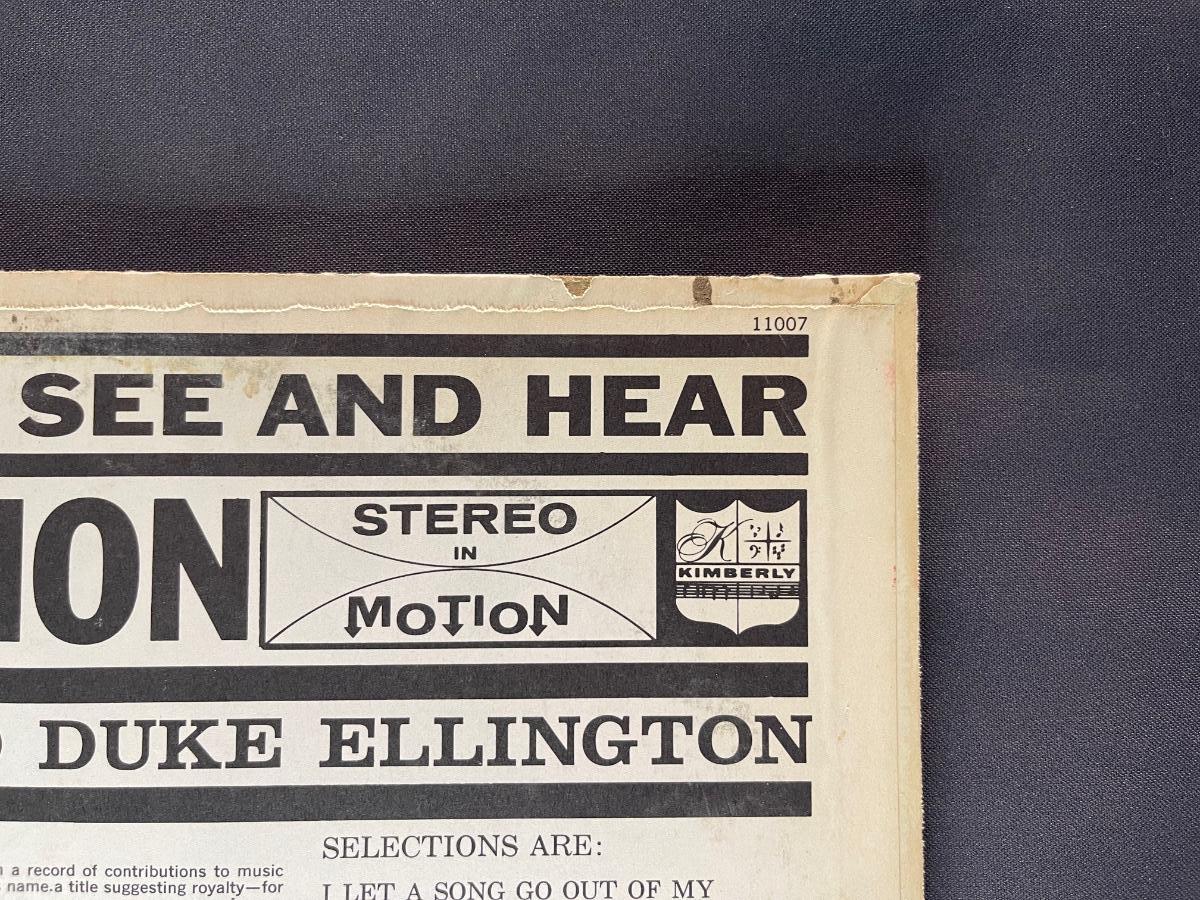 11007
SEE AND HEAR
ION
STEREO
IN
MOTION
K
KIMBERLY
DUKE ELLINGTON
SELECTIONS ARE:
a record of contributions to music
name.a title suggesting royalty—for
I LET A SONG GO OUT OF MY